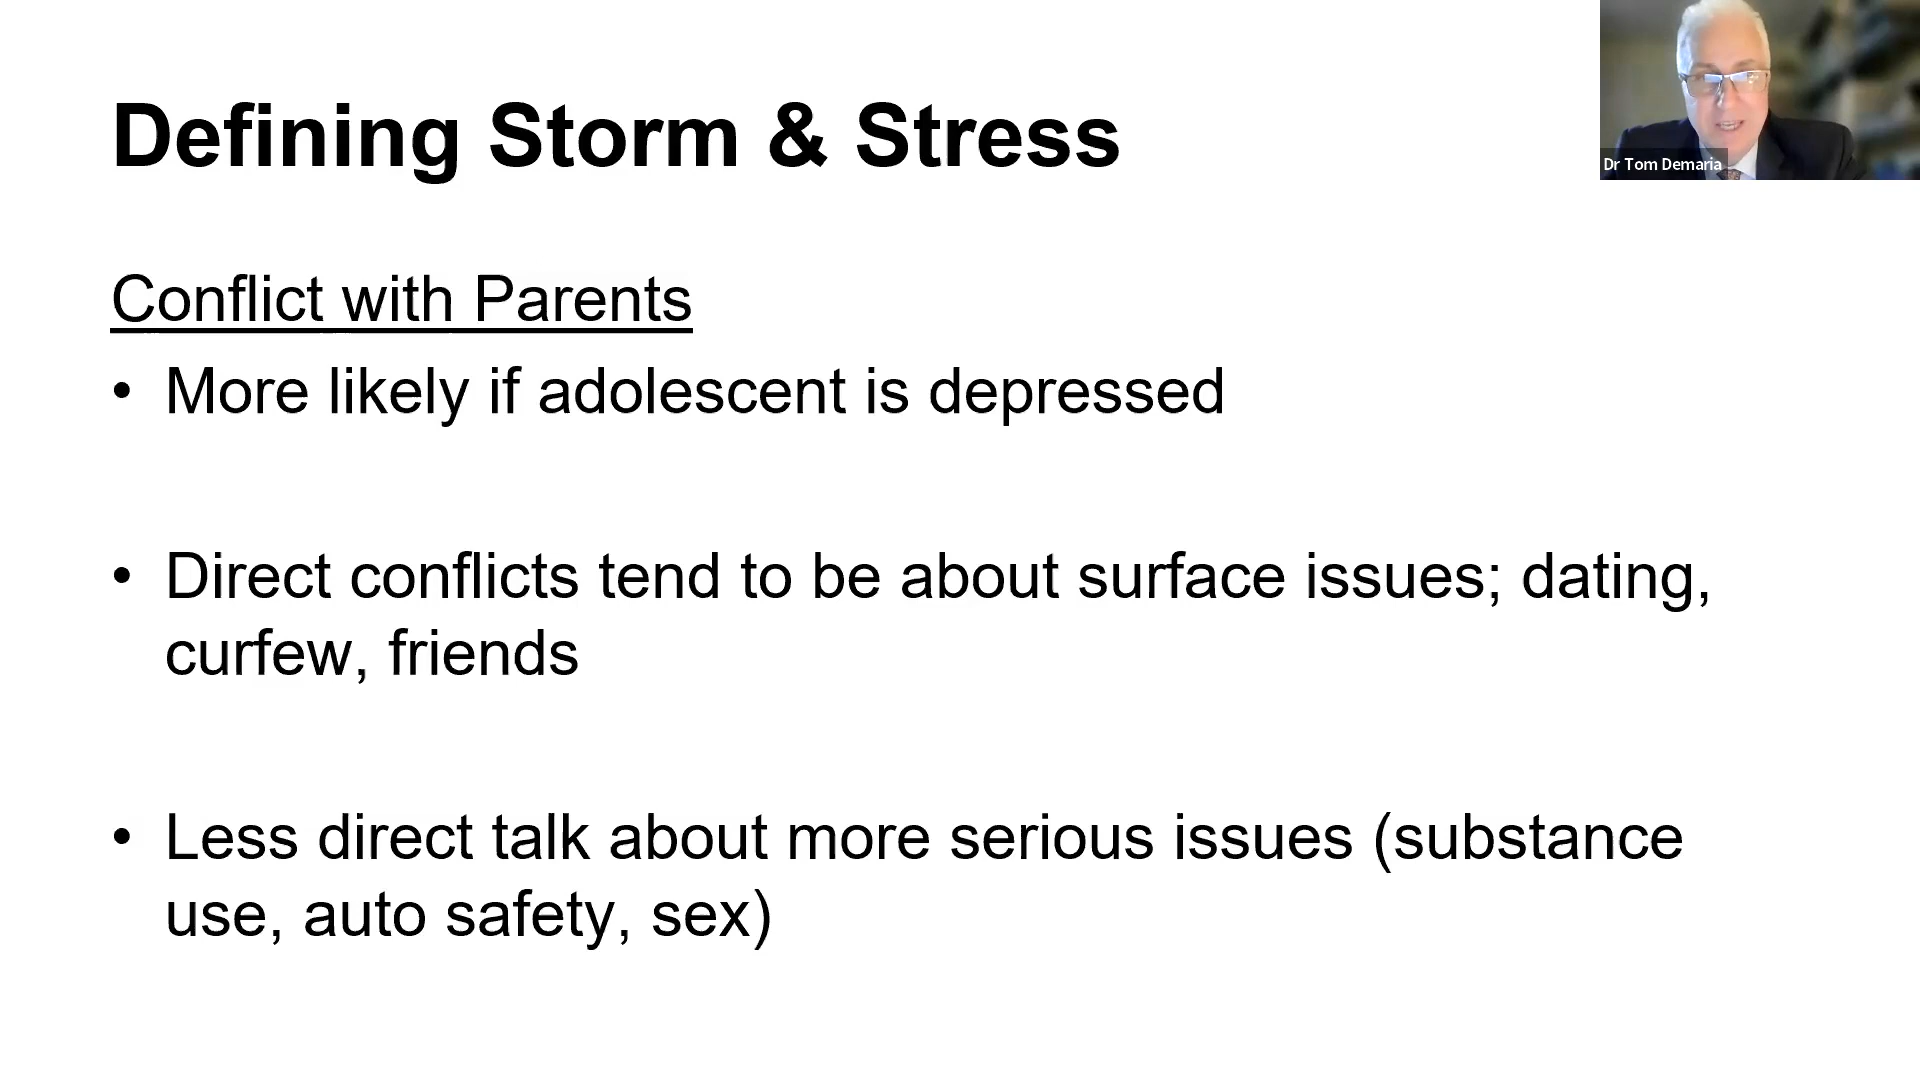 Defining Storm & Stress
Dr Tom Demaria
Conflict with Parents
• More likely if adolescent is depressed
• Direct conflicts tend to be about surface issues; dating,
curfew, friends
• Less direct talk about more serious issues (substance
use, auto safety, sex)